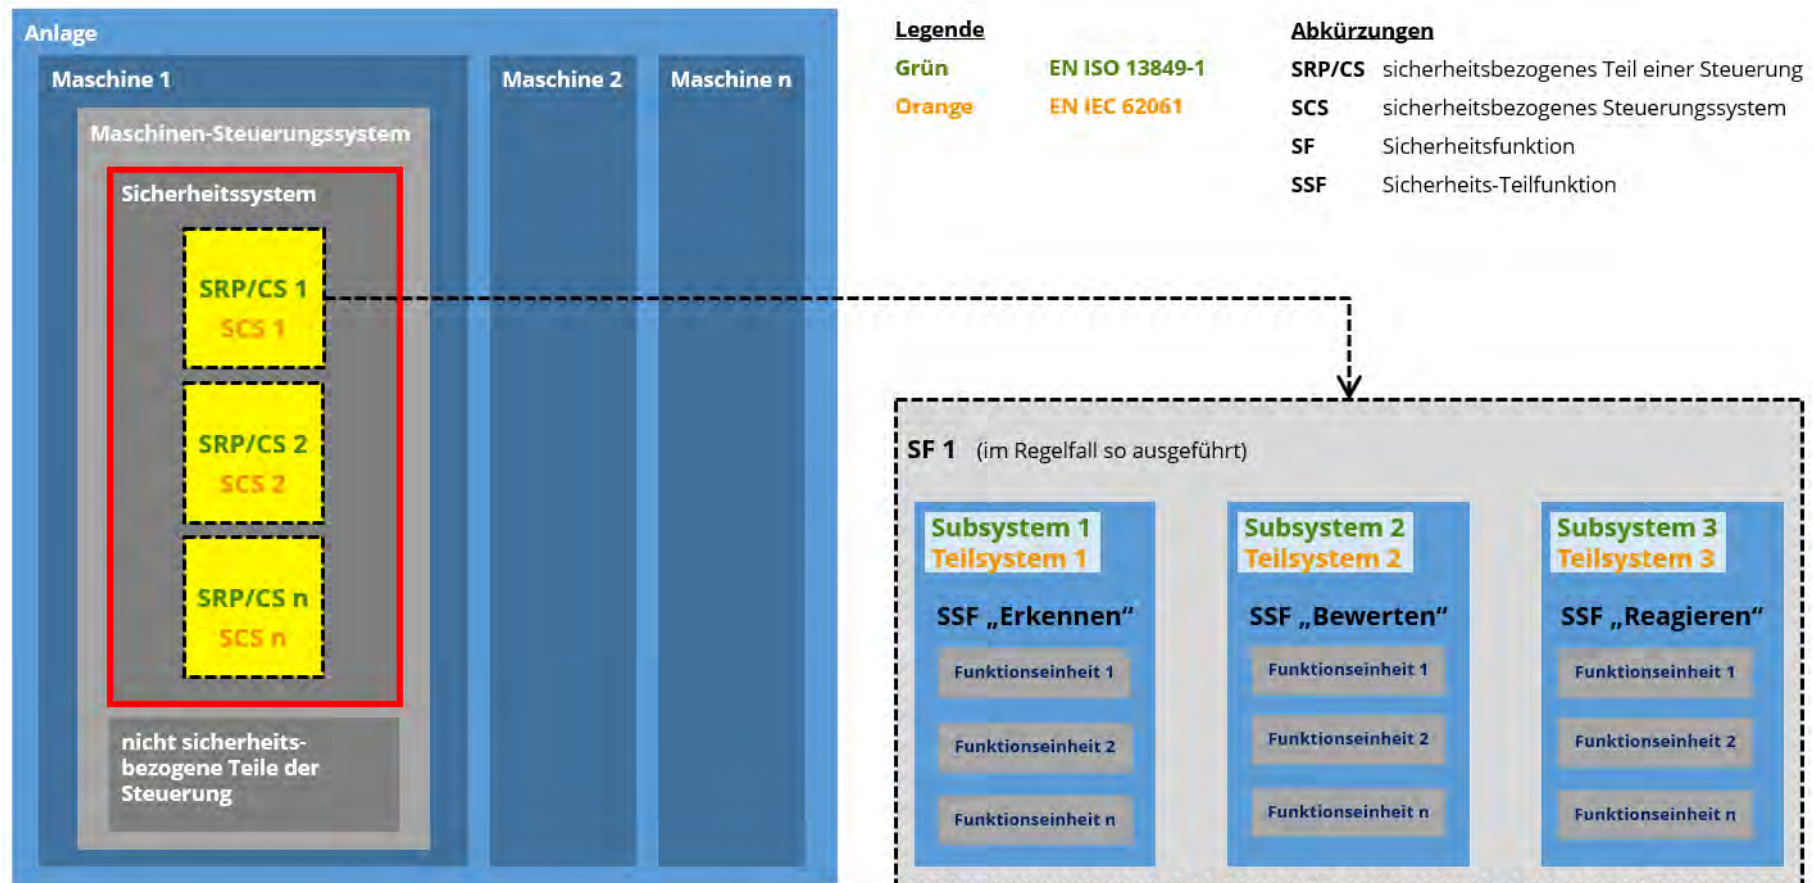 Anlage
Maschine 1
Maschinen-Steuerungssystem
Sicherheitssystem
SRP/CS 1
SCS 1
SRP/CS 2
SCS 2
SRP/CS n
SCS n
nicht sicherheits-
bezogene Teile der
Steuerung
Maschine 2
Maschine n
Legende
Grün EN ISO 13849-1
Orange EN IEC 62061
Abkürzungen
SRP/CS sicherheitsbezogenes Teil einer Steuerung
SCS sicherheitsbezogenes Steuerungssystem
SF Sicherheitsfunktion
SSF Sicherheits-Teilfunktion
SF 1 (im Regelfall so ausgeführt)
Subsystem 1
Teilsystem 1
SSF „Erkennen“
Funktionseinheit 1
Funktionseinheit 2
Funktionseinheit n
Subsystem 2
Teilsystem 2
SSF „Bewerten“
Funktionseinheit 1
Funktionseinheit 2
Funktionseinheit n
Subsystem 3
Teilsystem 3
SSF „Reagieren“
Funktionseinheit 1
Funktionseinheit 2
Funktionseinheit n